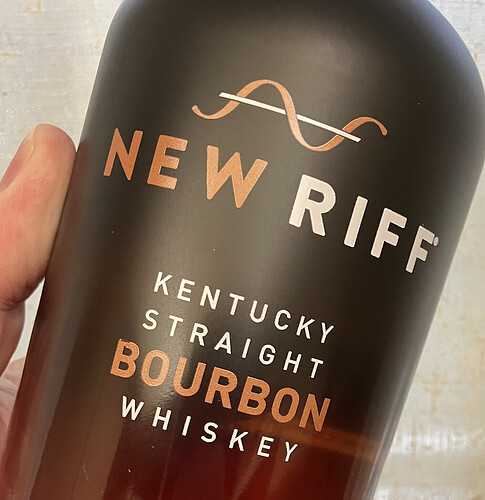 NEW RIFF®
KENTUCKY
STRAIGHT
BOURBON
WHISKEY